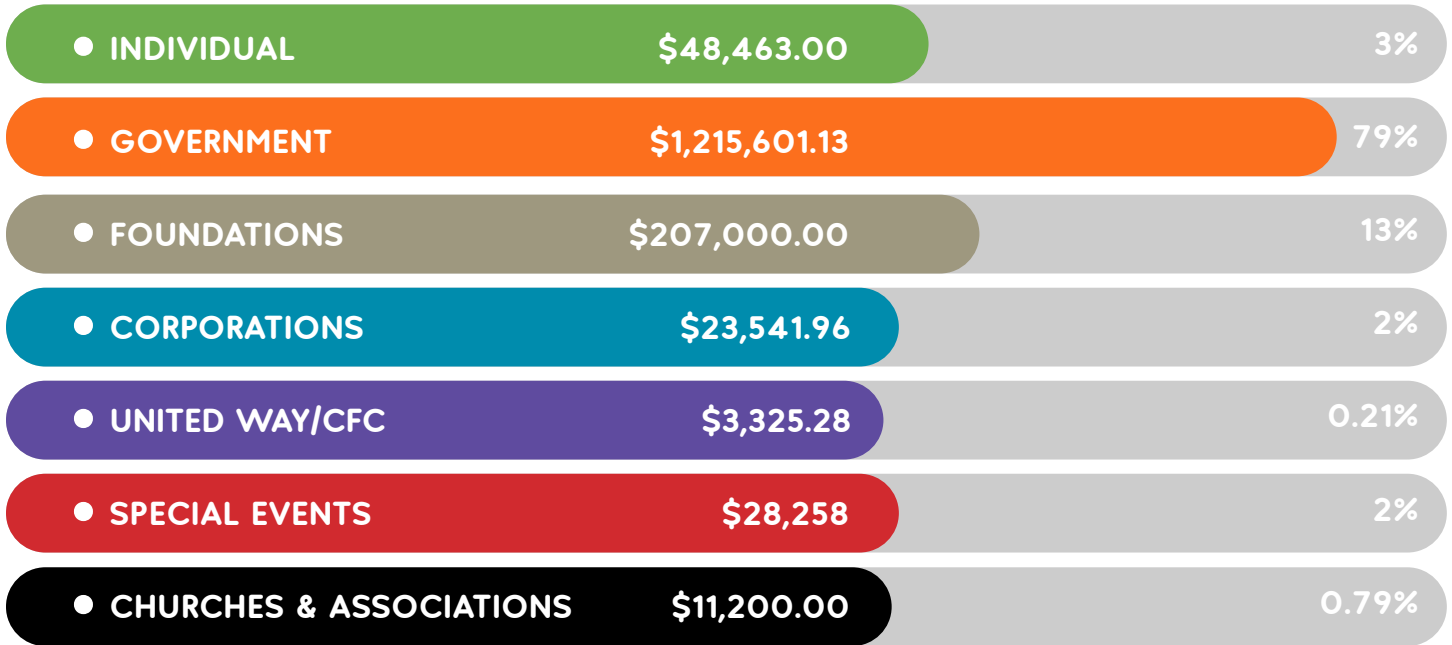 • INDIVIDUAL $48,463.00 3%
• GOVERNMENT $1,215,601.13 79%
• FOUNDATIONS $207,000.00 13%
• CORPORATIONS $23,541.96 2%
• UNITED WAY/CFC $3,325.28 0.21%
• SPECIAL EVENTS $28,258 2%
• CHURCHES & ASSOCIATIONS $11,200.00 0.79%